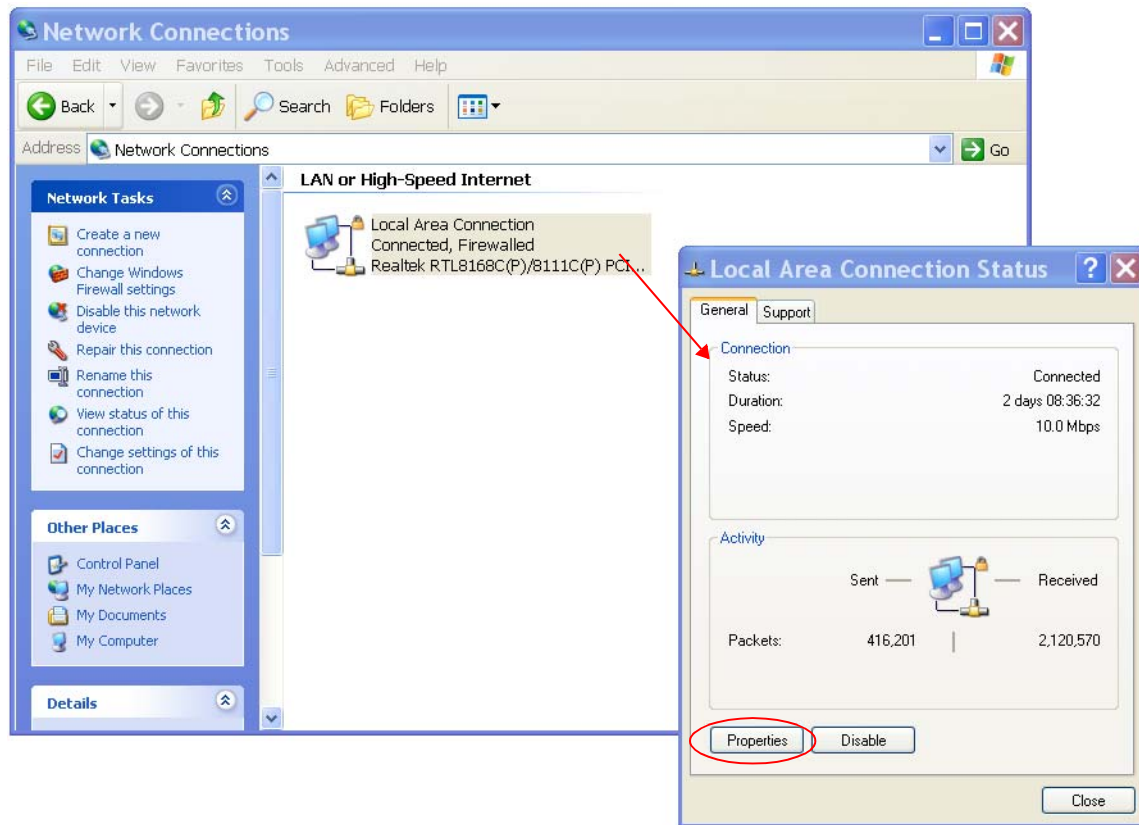 Network Connections
File Edit View Favorites Tools Advanced Help
Back Search Folders
Address Network Connections Go
Network Tasks
Create a new
connection
Change Windows
Firewall settings
Disable this network
device
Repair this connection
Rename this
connection
View status of this
connection
Change settings of this
connection
Other Places
Control Panel
My Network Places
My Documents
My Computer
Details
LAN or High-Speed Internet
Local Area Connection
Connected, Firewalled
Realtek RTL8168C(P)/8111C(P) PCI...
Local Area Connection Status
General Support
Connection
Status: Connected
Duration: 2 days 08:36:32
Speed: 10.0 Mbps
Activity
Sent Received
Packets: 416,201 2,120,570
Properties Disable
Close